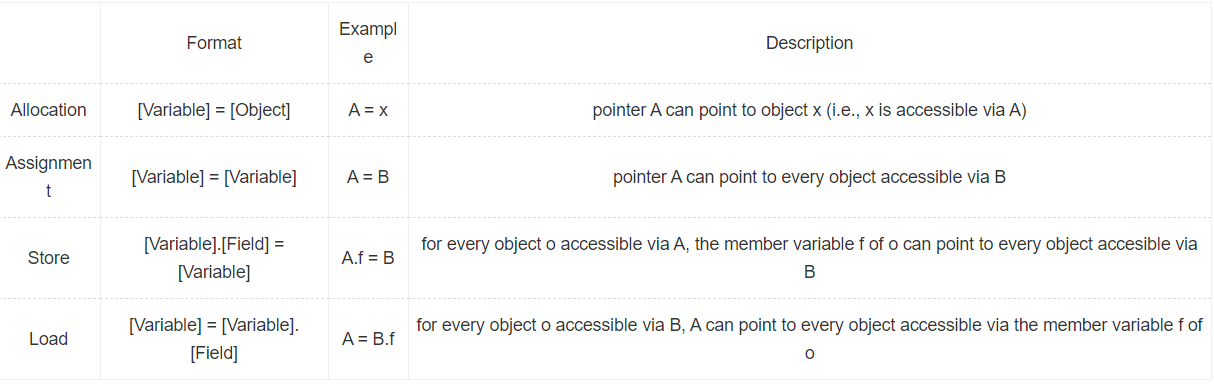 Format
Exampl
e
Description
Allocation
[Variable] = [Object]
A = x
pointer A can point to object x (i.e., x is accessible via A)
Assignmen
t
[Variable] = [Variable]
A = B
pointer A can point to every object accessible via B
Store
[Variable].[Field] =
[Variable]
A.f = B
for every object o accessible via A, the member variable f of o can point to every object accesible via
B
Load
[Variable] = [Variable].
[Field]
A = B.f
for every object o accessible via B, A can point to every object accessible via the member variable f of
o